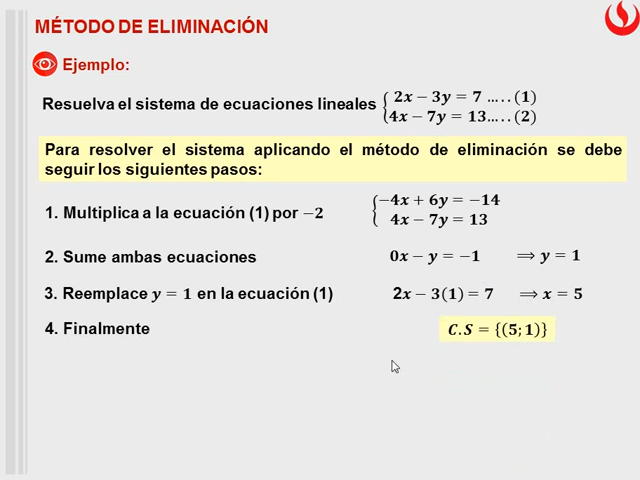 MÉTODO DE ELIMINACIÓN
Ejemplo:
Resuelva el sistema de ecuaciones lineales { 2x − 3y = 7 .....(1)
4x − 7y = 13.....(2)
Para resolver el sistema aplicando el método de eliminación se debe
seguir los siguientes pasos:
1. Multiplica a la ecuación (1) por −2 { −4x + 6y = −14
4x − 7y = 13
2. Sume ambas ecuaciones 0x − y = −1 ⟹ y = 1
3. Reemplace y = 1 en la ecuación (1) 2x − 3(1) = 7 ⟹ x = 5
4. Finalmente C.S = {(5; 1)}